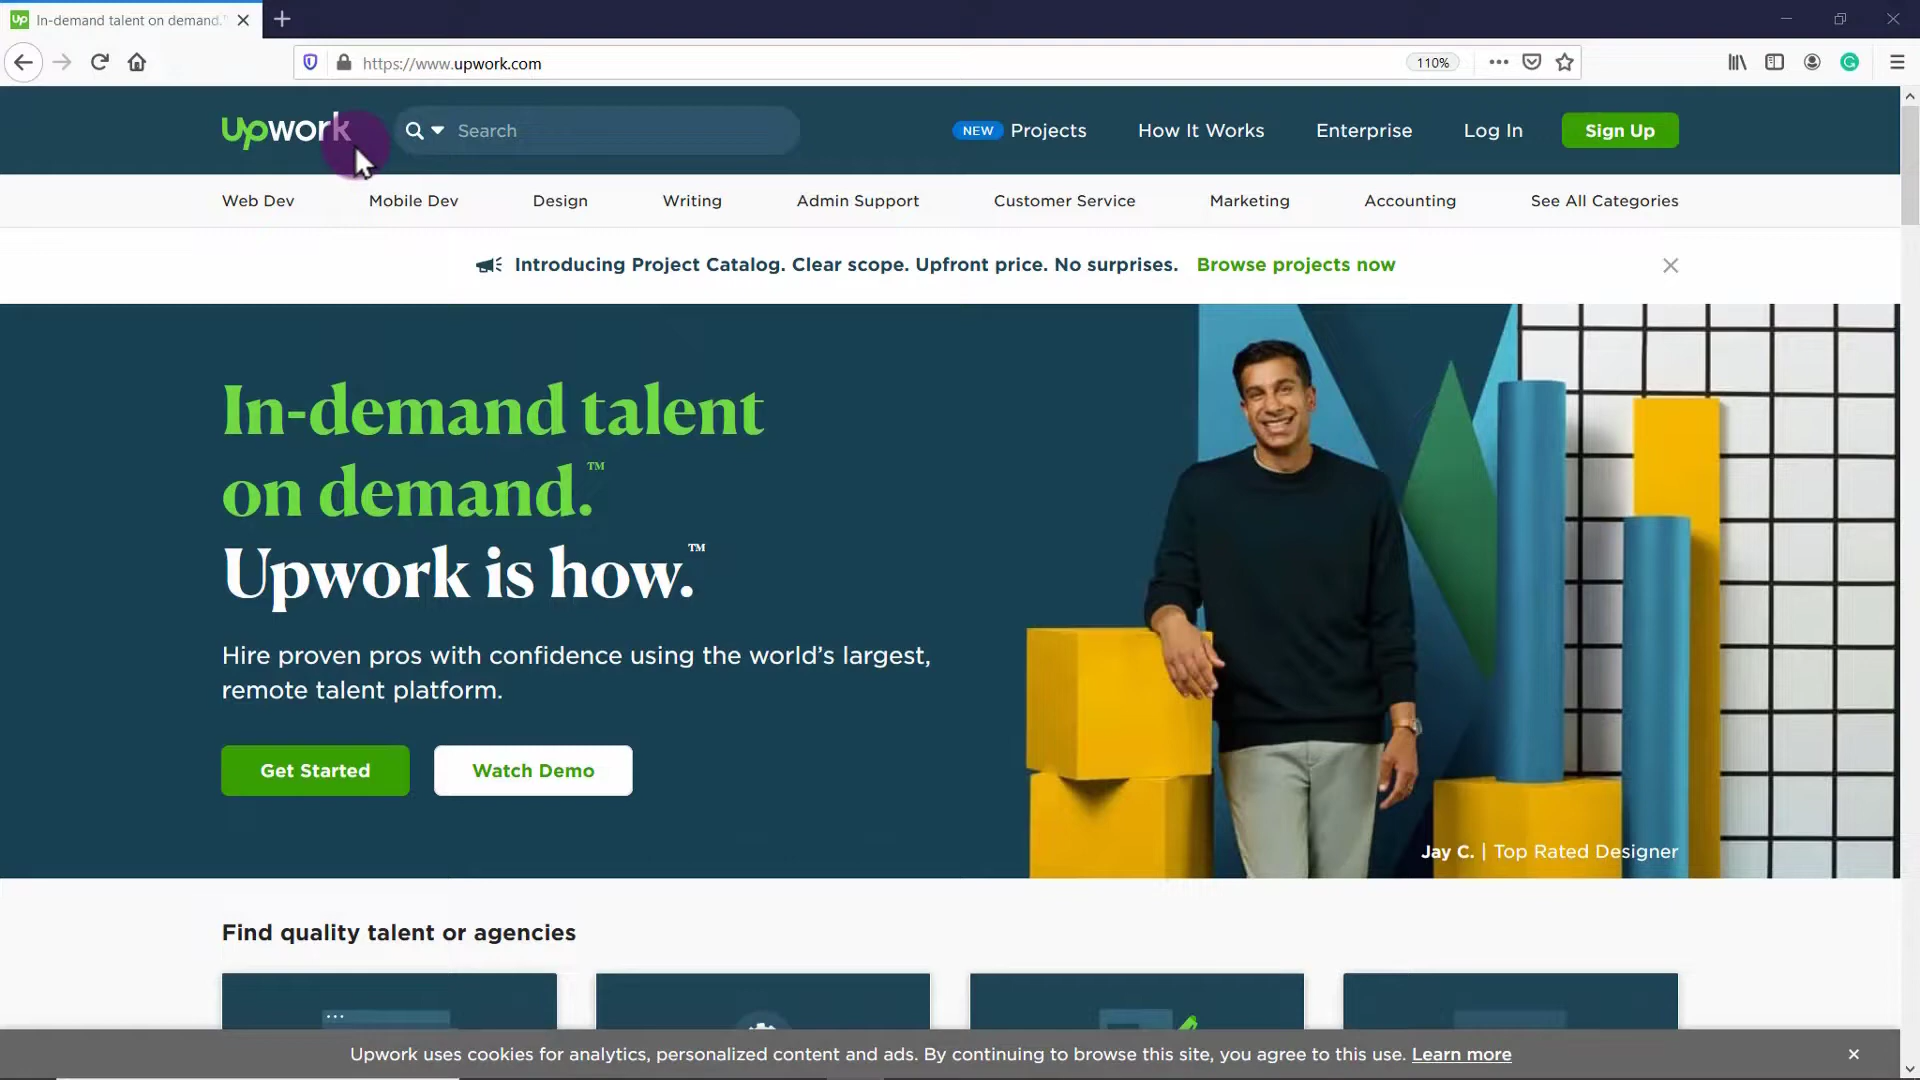 Up In-demand talent on demand.
https://www.upwork.com
110%
Upwork
Search
NEW Projects
How It Works
Enterprise
Log In
Sign Up
Web Dev
Mobile Dev
Design
Writing
Admin Support
Customer Service
Marketing
Accounting
See All Categories
Introducing Project Catalog. Clear scope. Upfront price. No surprises. Browse projects now
In-demand talent
on demand.™
Upwork is how.™
Hire proven pros with confidence using the world's largest,
remote talent platform.
Get Started
Watch Demo
Jay C. | Top Rated Designer
Find quality talent or agencies
Upwork uses cookies for analytics, personalized content and ads. By continuing to browse this site, you agree to this use. Learn more